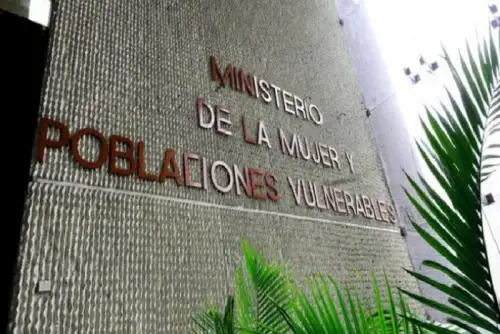 MINISTERIO
DE LA MUJER Y
POBLACIONES VULNERABLES